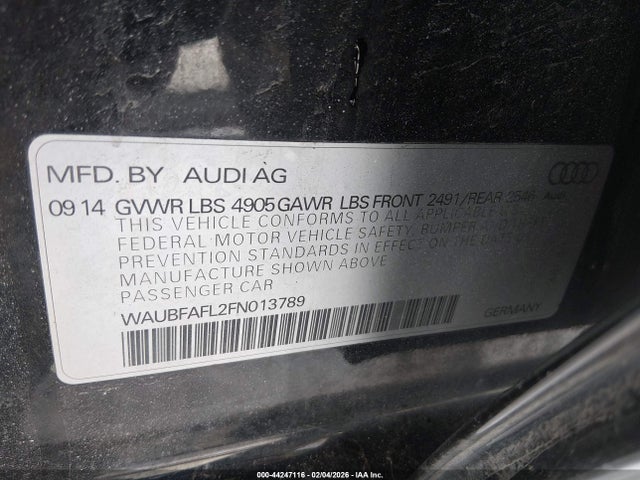 MFD. BY AUDI AG
09 14 GVWR LBS 4905 GAWR LBS FRONT 2491/REAR 2546 Audi
THIS VEHICLE CONFORMS TO ALL APPLICABLE
FEDERAL MOTOR VEHICLE SAFETY, BUMPER AND
PREVENTION STANDARDS IN EFFECT ON THE DATE OF
MANUFACTURE SHOWN ABOVE
PASSENGER CAR
WAUBFAFL2FN013789
GERMANY
000-44247116 - 02/04/2026 - IAA Inc.